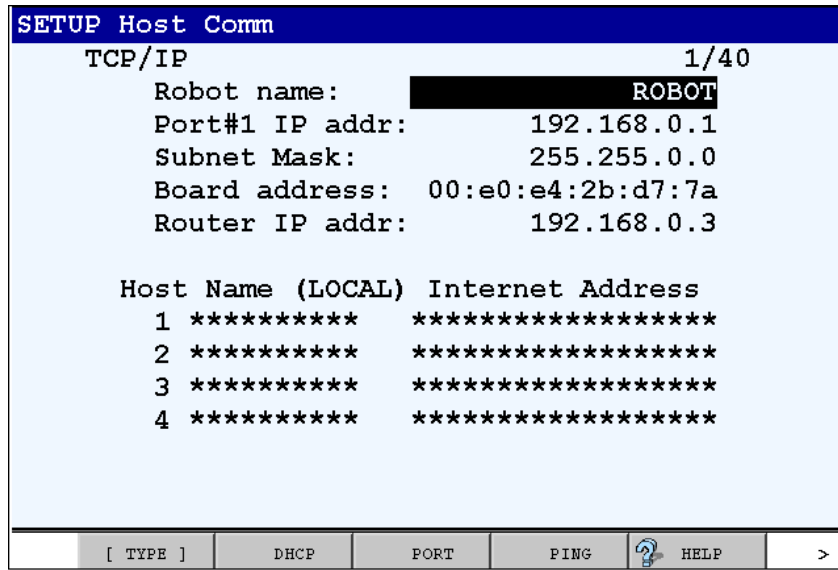 SETUP Host Comm
TCP/IP 1/40
Robot name: ROBOT
Port#1 IP addr: 192.168.0.1
Subnet Mask: 255.255.0.0
Board address: 00:e0:e4:2b:d7:7a
Router IP addr: 192.168.0.3
Host Name (LOCAL) Internet Address
1 ********** ******************
2 ********** ******************
3 ********** ******************
4 ********** ******************
[ TYPE ] DHCP PORT PING HELP >